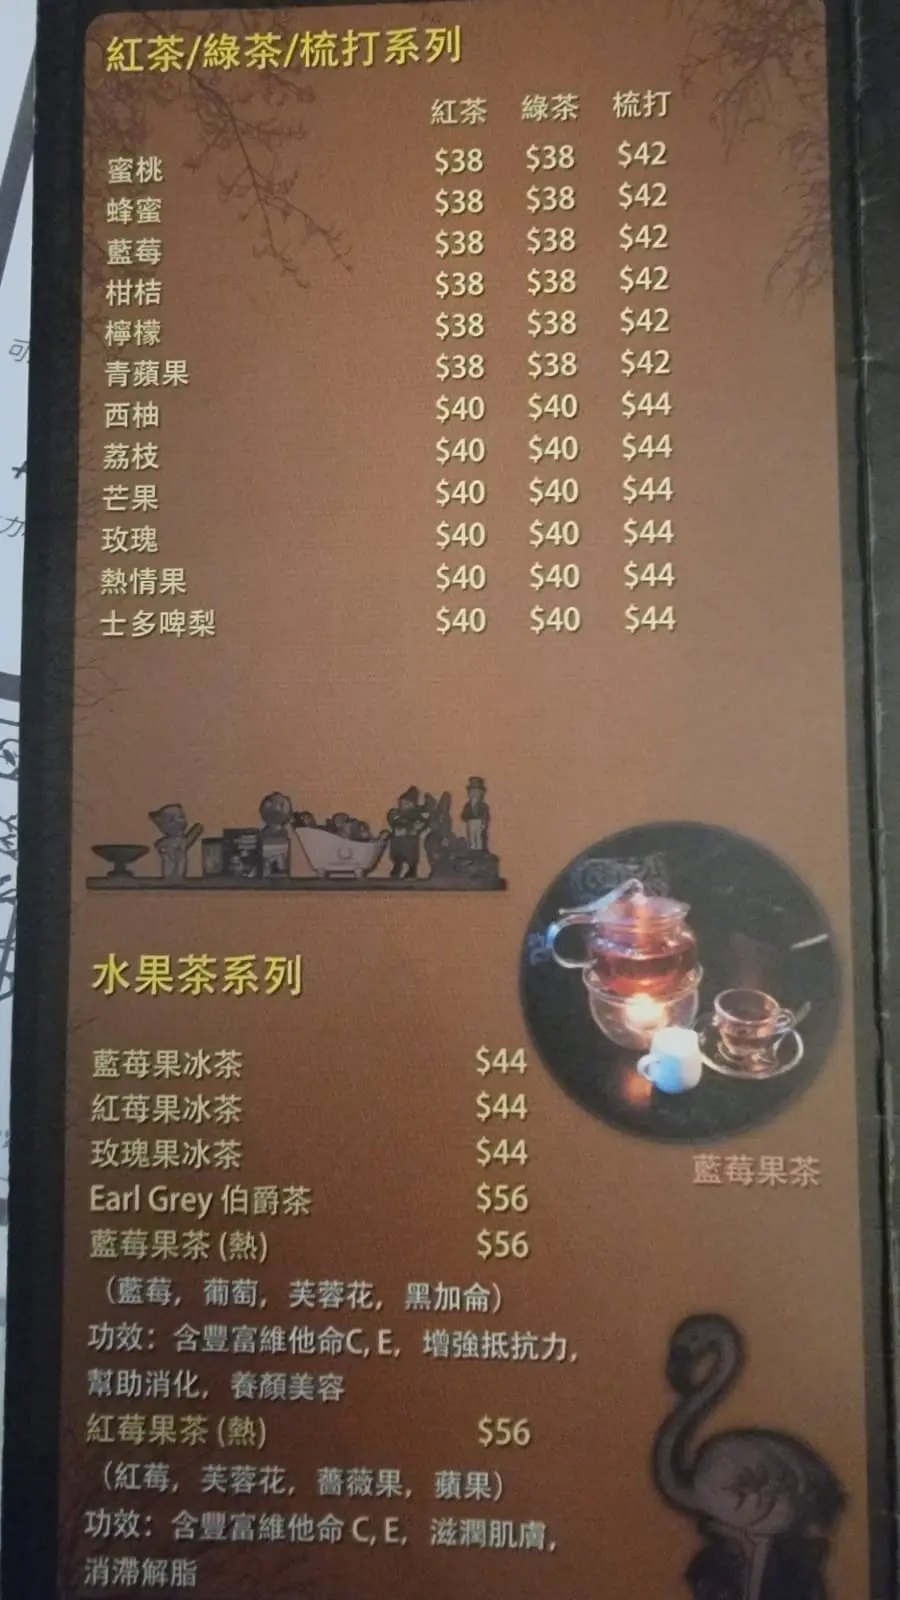 紅茶/綠茶/梳打系列
紅茶 綠茶 梳打
蜜桃 $38 $38 $42
蜂蜜 $38 $38 $42
藍莓 $38 $38 $42
柑桔 $38 $38 $42
檸檬 $38 $38 $42
青蘋果 $38 $38 $42
西柚 $40 $40 $44
荔枝 $40 $40 $44
芒果 $40 $40 $44
玫瑰 $40 $40 $44
熱情果 $40 $40 $44
士多啤梨 $40 $40 $44
水果茶系列
藍苺果冰茶 $44
紅苺果冰茶 $44
玫瑰果冰茶 $44
Earl Grey 伯爵茶 $56
藍莓果茶 (熱) $56
（藍莓，葡萄，芙蓉花，黑加侖）
功效：含豐富維他命C, E，增強抵抗力，
幫助消化，養顏美容
紅莓果茶 (熱) $56
（紅莓，芙蓉花，薔薇果，蘋果）
功效：含豐富維他命 C, E，滋潤肌膚，
消滯解脂
藍莓果茶